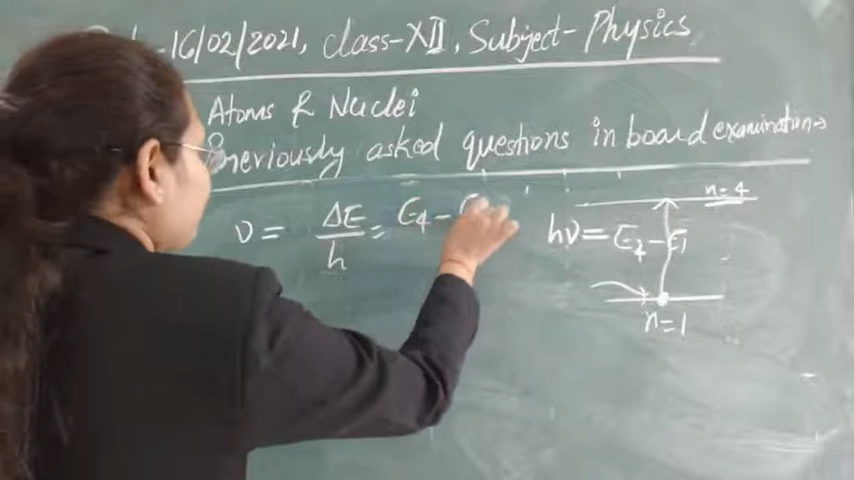 -16/02/2021, class-XII, Subject- Physics
Atoms & Nuclei
Previously asked questions in board examination→
ν = ΔE/h = E4 - E
hν = E4 - E1
n=4
n=1